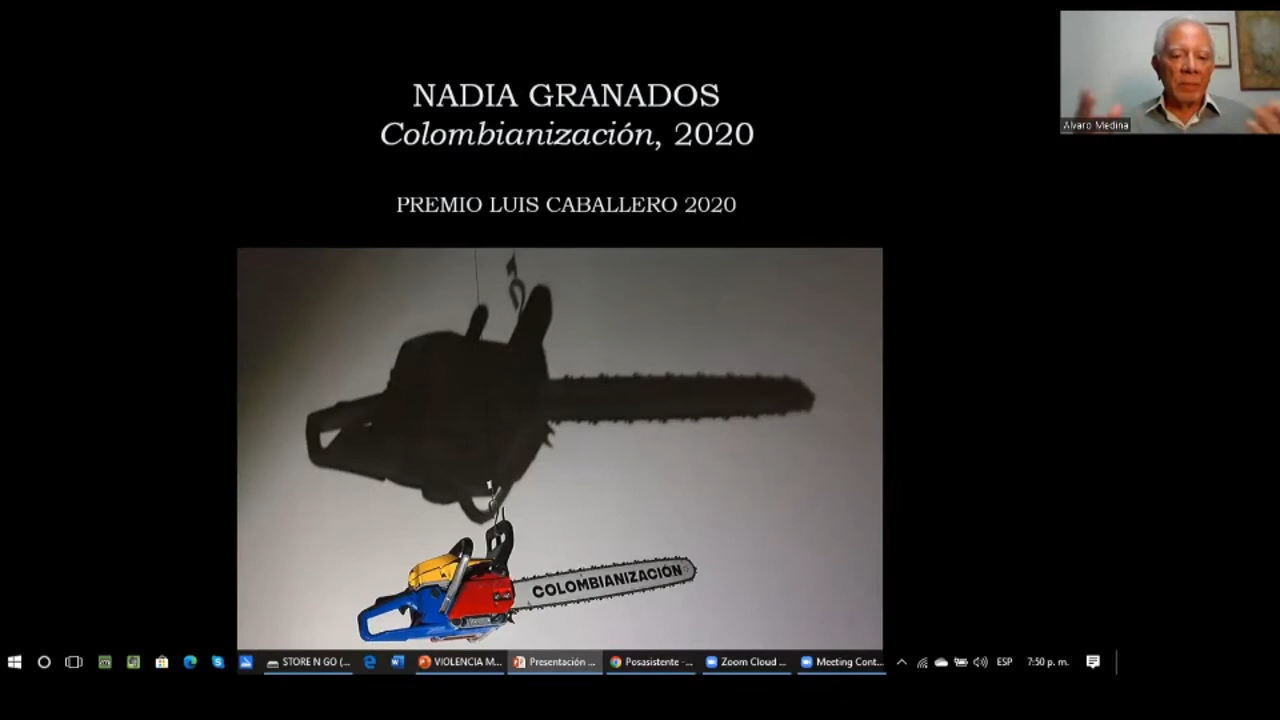 NADIA GRANADOS
Colombianización, 2020
PREMIO LUIS CABALLERO 2020
Alvaro Medina
COLOMBIANIZACIÓN
STORE N GO (...
VIOLENCIA M...
Presentación ...
Posasistente -...
Zoom Cloud ...
Meeting Cont...
ESP
7:50 p. m.